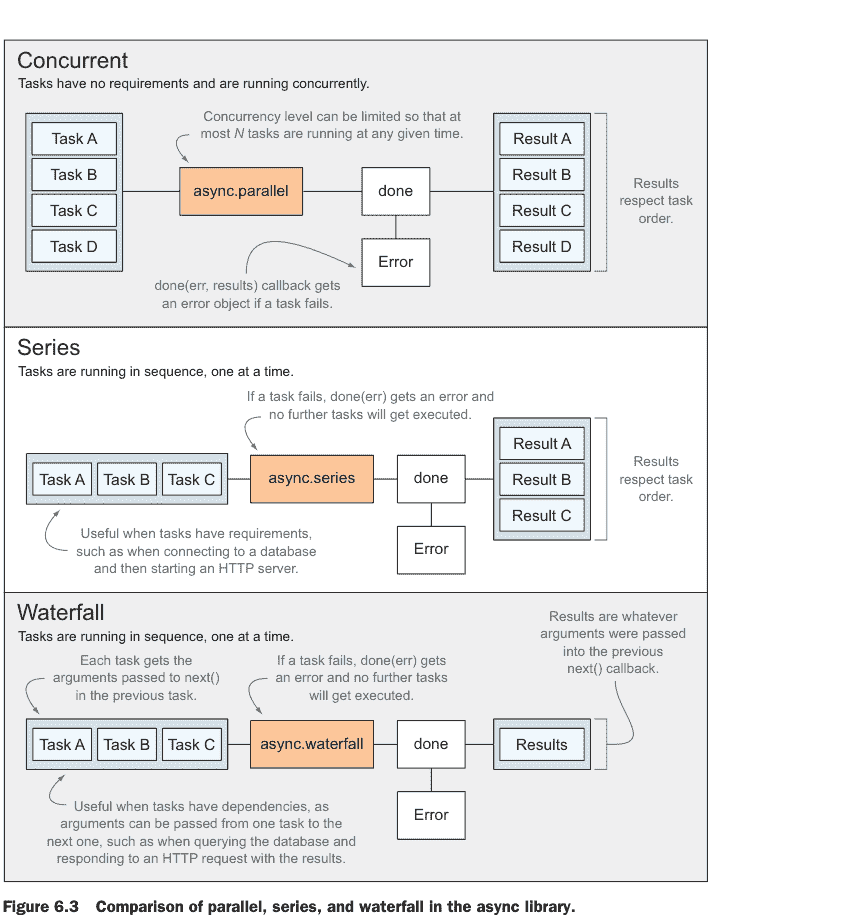 Concurrent
Tasks have no requirements and are running concurrently.
Concurrency level can be limited so that at
most N tasks are running at any given time.
Task A
Task B
Task C
Task D
async.parallel
done
Error
Result A
Result B
Result C
Result D
Results
respect task
order.
done(err, results) callback gets
an error object if a task fails.
Series
Tasks are running in sequence, one at a time.
If a task fails, done(err) gets an error and
no further tasks will get executed.
Task A
Task B
Task C
async.series
done
Error
Result A
Result B
Result C
Results
respect task
order.
Useful when tasks have requirements,
such as when connecting to a database
and then starting an HTTP server.
Waterfall
Tasks are running in sequence, one at a time.
Each task gets the
arguments passed to next()
in the previous task.
If a task fails, done(err) gets
an error and no further tasks
will get executed.
Results are whatever
arguments were passed
into the previous
next() callback.
Task A
Task B
Task C
async.waterfall
done
Error
Results
Useful when tasks have dependencies, as
arguments can be passed from one task to the
next one, such as when querying the database and
responding to an HTTP request with the results.
Figure 6.3 Comparison of parallel, series, and waterfall in the async library.